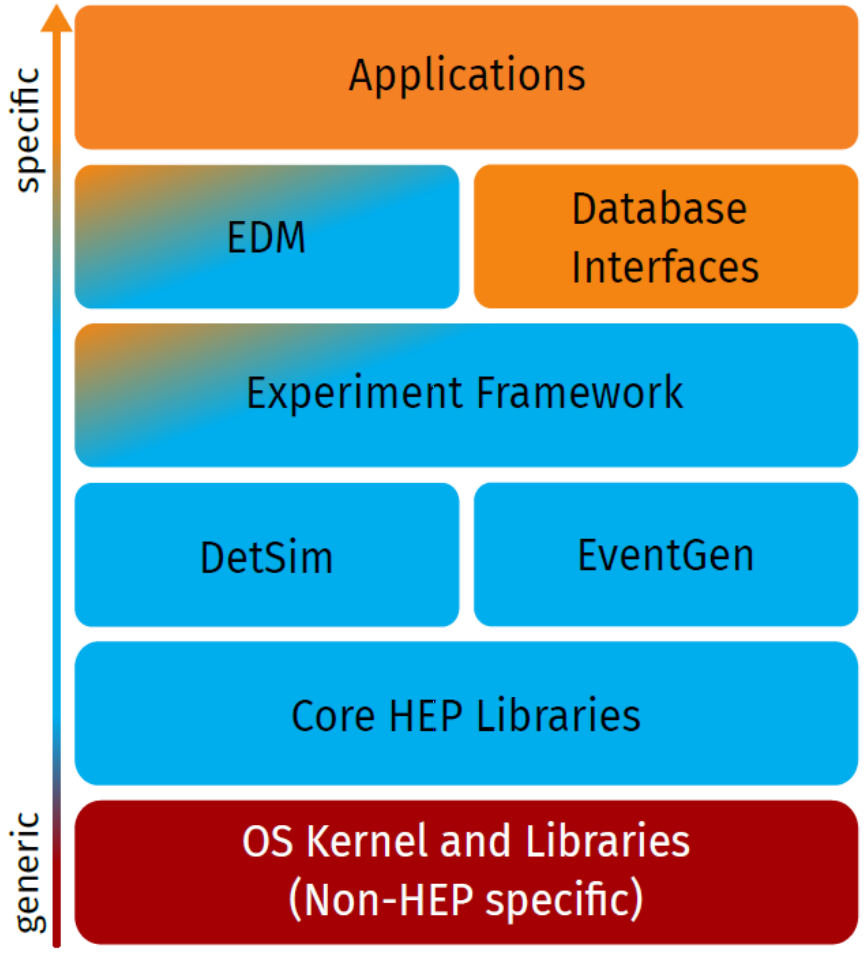 specific
Applications
EDM
Database
Interfaces
Experiment Framework
DetSim
EventGen
Core HEP Libraries
generic
OS Kernel and Libraries
(Non-HEP specific)